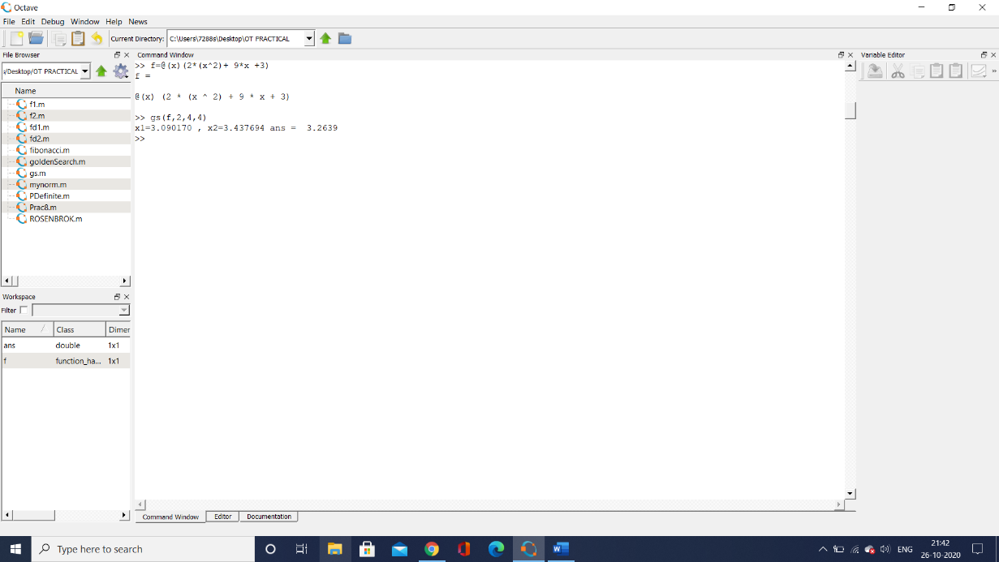 Octave
File Edit Debug Window Help News
Current Directory: C:\Users\7288s\Desktop\OT PRACTICAL
File Browser
s/Desktop/OT PRACTICAL
Name
f1.m
f2.m
fd1.m
fd2.m
fibonacci.m
goldenSearch.m
gs.m
mynorm.m
PDefinite.m
Prac8.m
ROSENBROK.m
Workspace
Filter
Name Class Dimer
ans double 1x1
f function_ha... 1x1
Command Window
>> f=@(x)(2*(x^2)+ 9*x +3)
f =
@(x) (2 * (x ^ 2) + 9 * x + 3)
>> gs(f,2,4,4)
x1=3.090170 , x2=3.437694 ans =  3.2639
>>
Command Window Editor Documentation
Variable Editor
»
Type here to search
W
ENG
21:42
26-10-2020